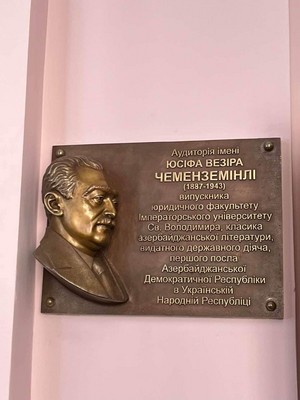 Аудиторія імені
ЮСІФА ВЕЗІРА
ЧЕМЕНЗЕМІНЛІ
(1887-1943)
випускника
юридичного факультету
Імператорського університету
Св. Володимира, класика
азербайджанської літератури,
видатного державного діяча,
першого посла
Азербайджанської
Демократичної Республіки
в Українській
Народній Республіці